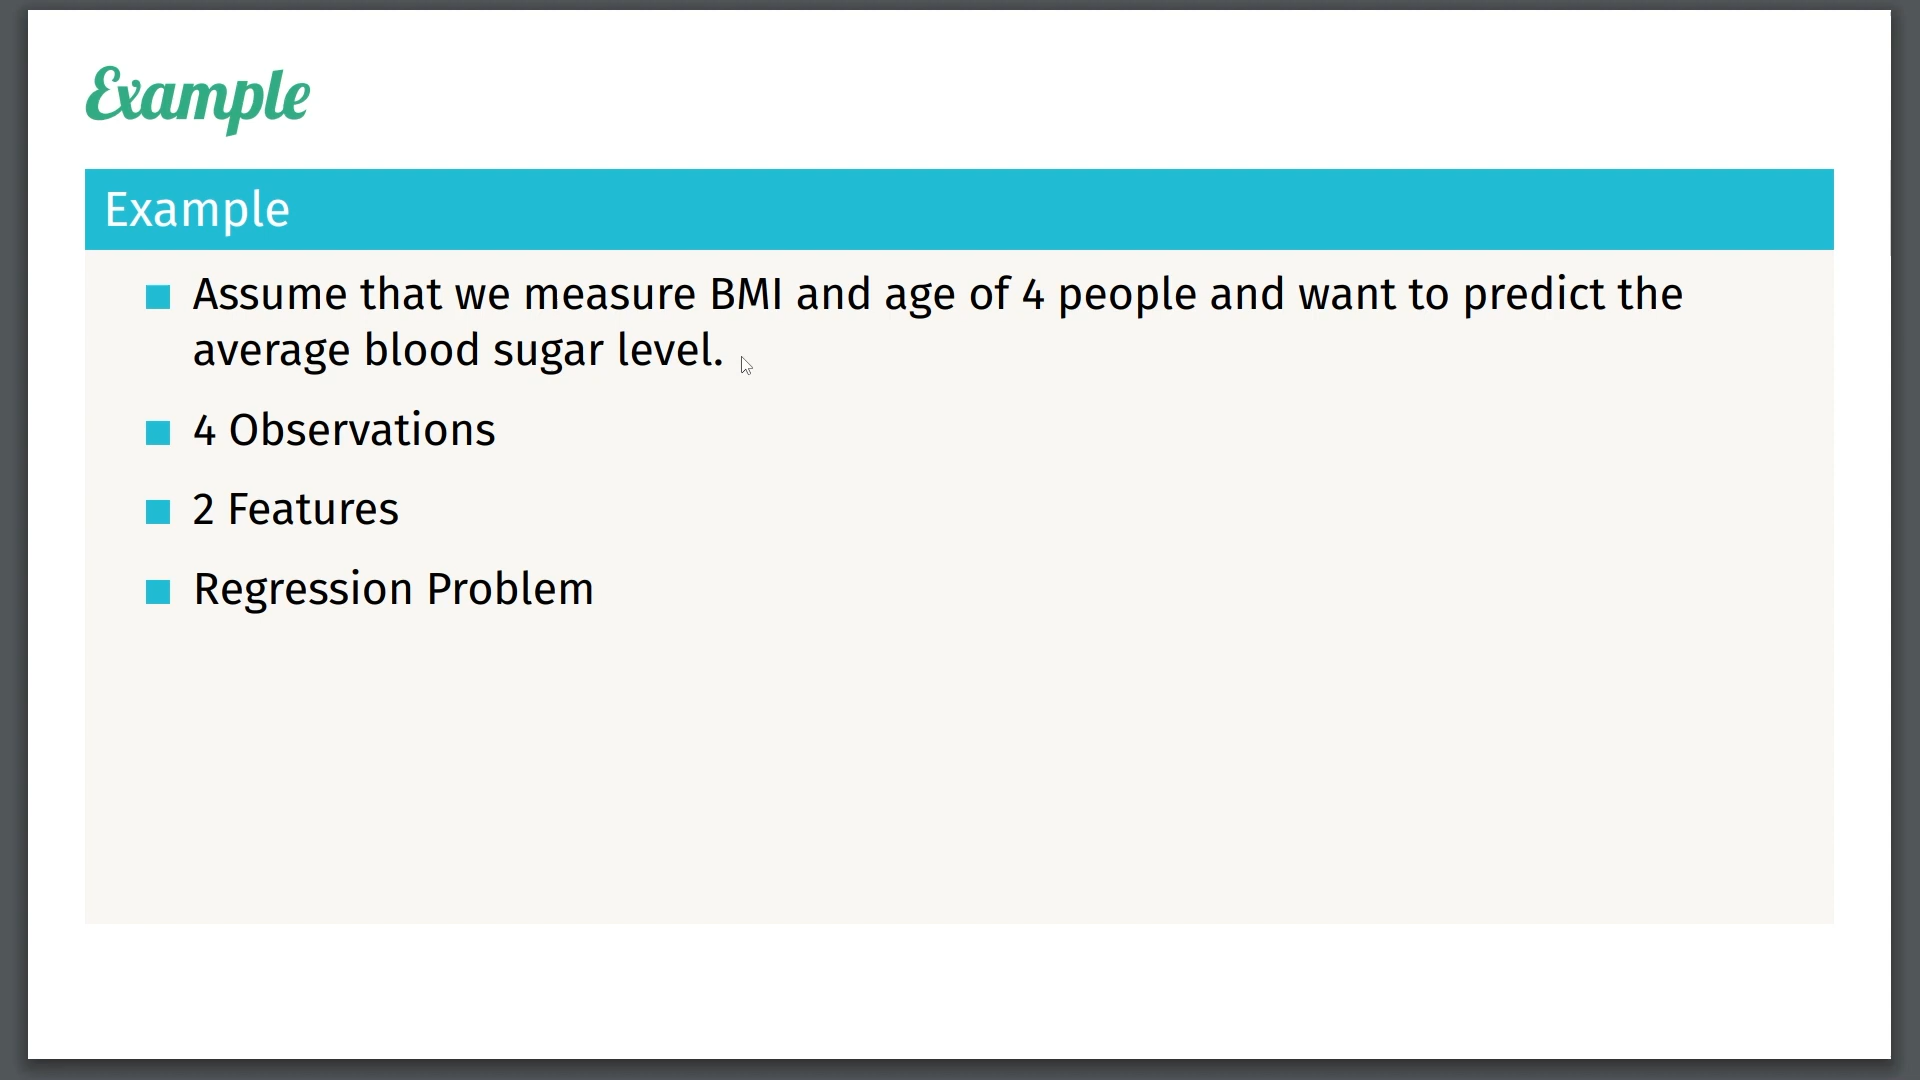 Example
Example
Assume that we measure BMI and age of 4 people and want to predict the
average blood sugar level.
4 Observations
2 Features
Regression Problem